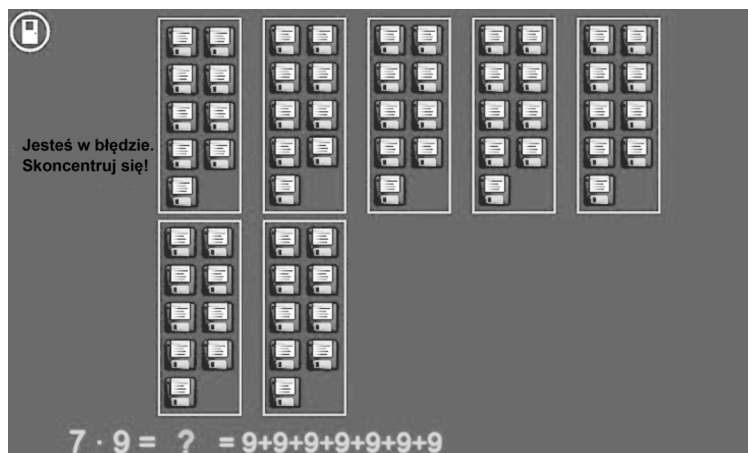 Jesteś w błędzie.
Skoncentruj się!
7 · 9 = ? = 9+9+9+9+9+9+9